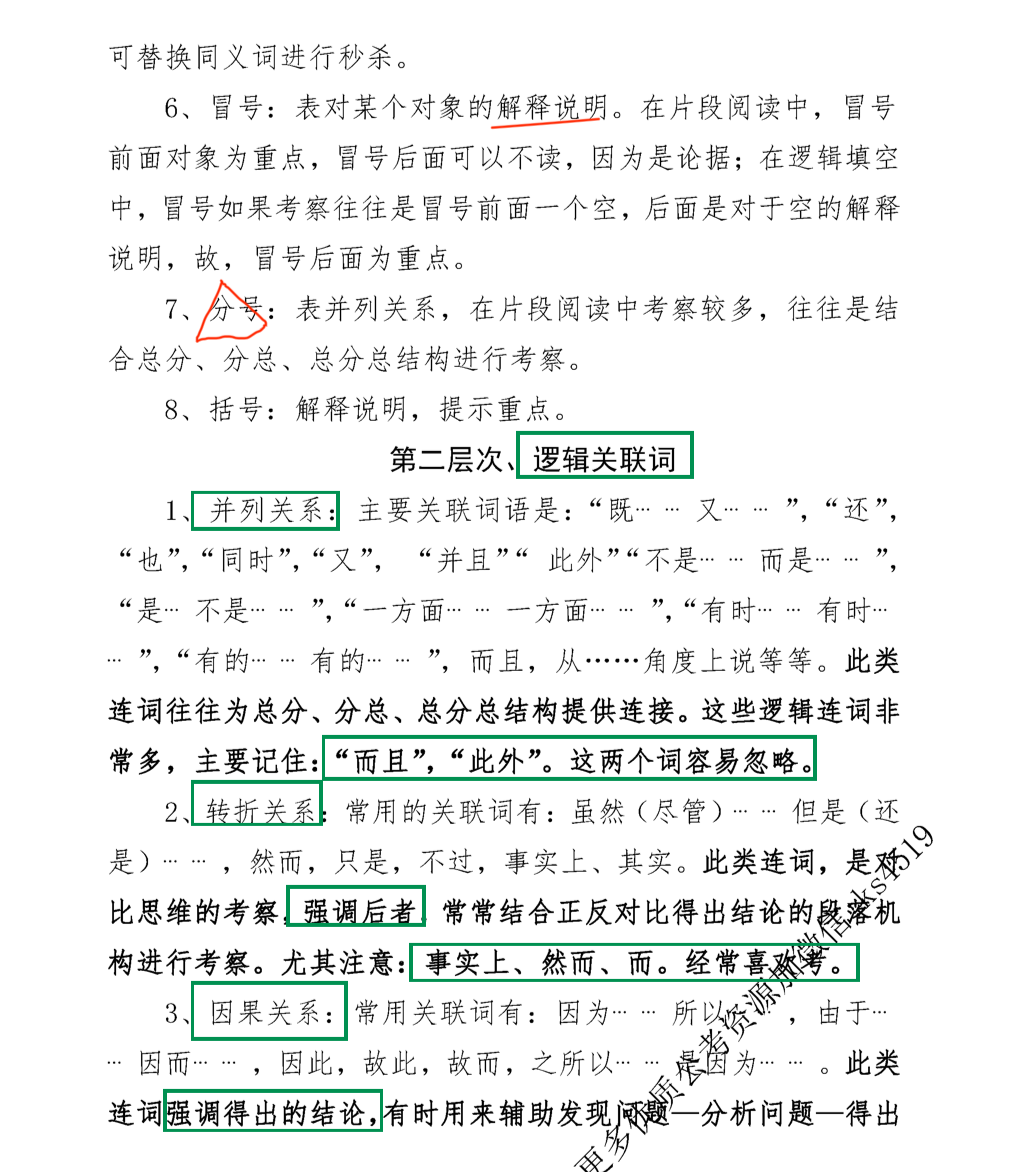 可替换同义词进行秒杀。
6、冒号：表对某个对象的解释说明。在片段阅读中，冒号
前面对象为重点，冒号后面可以不读，因为是论据；在逻辑填空
中，冒号如果考察往往是冒号前面一个空，后面是对于空的解释
说明，故，冒号后面为重点。
7、分号：表并列关系，在片段阅读中考察较多，往往是结
合总分、分总、总分总结构进行考察。
8、括号：解释说明，提示重点。
第二层次、逻辑关联词
1、并列关系：主要关联词语是：“既……又……”，“还”，
“也”，“同时”，“又”，“并且”“此外”“不是……而是……”，
“是…不是……”，“一方面……一方面……”，“有时……有时…
…”，“有的……有的……”，而且，从……角度上说等等。此类
连词往往为总分、分总、总分总结构提供连接。这些逻辑连词非
常多，主要记住：“而且”，“此外”。这两个词容易忽略。
2、转折关系：常用的关联词有：虽然（尽管）……但是（还
是）……，然而，只是，不过，事实上、其实。此类连词，是对
比思维的考察，强调后者，常常结合正反对比得出结论的段落机
构进行考察。尤其注意：事实上、然而、而。经常喜欢考。
3、因果关系：常用关联词有：因为……所以……，由于…
…因而……，因此，故此，故而，之所以……是因为……。此类
连词强调得出的结论，有时用来辅助发现问题—分析问题—得出
更多优质公考资源加微信aks4519